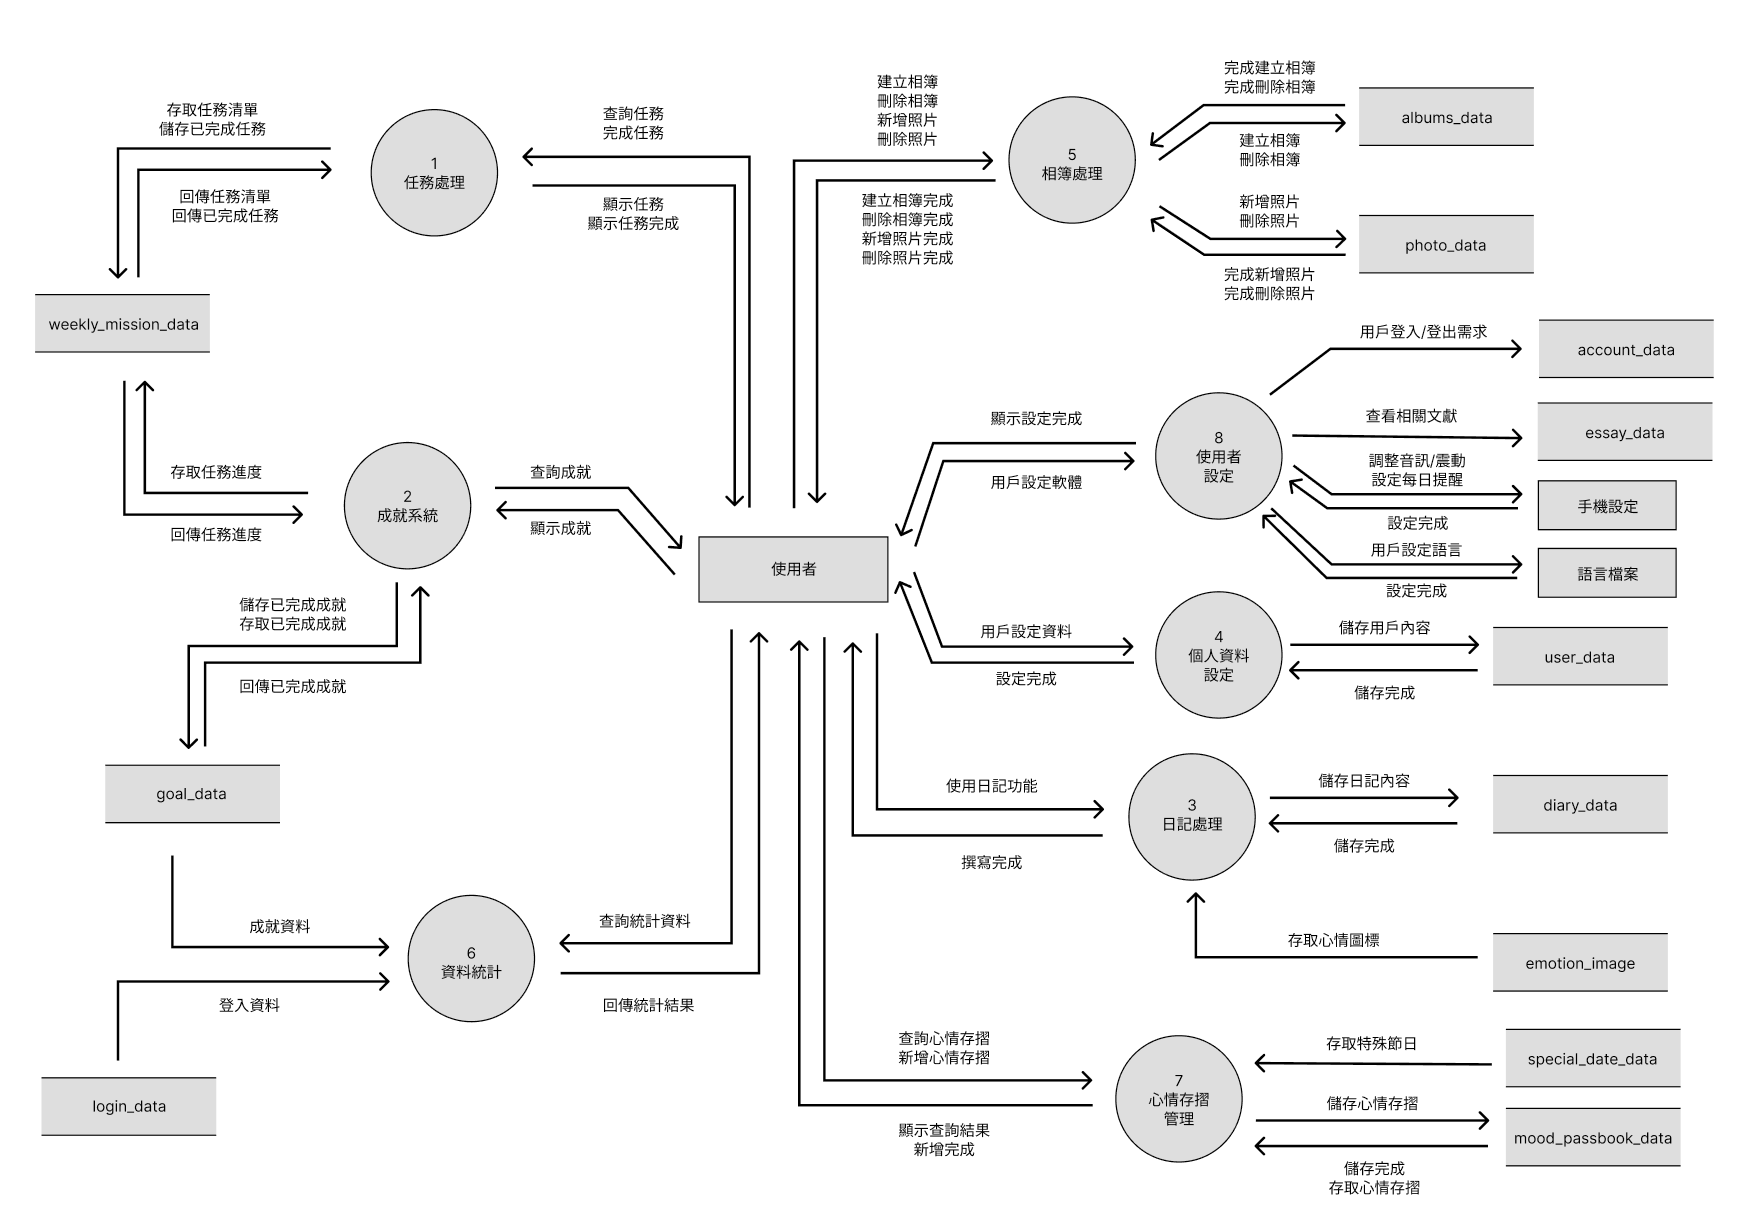 存取任務清單
儲存已完成任務
回傳任務清單
回傳已完成任務
1
任務處理
查詢任務
完成任務
顯示任務
顯示任務完成
weekly_mission_data
存取任務進度
回傳任務進度
2
成就系統
查詢成就
顯示成就
儲存已完成成就
存取已完成成就
回傳已完成成就
goal_data
成就資料
登入資料
login_data
6
資料統計
查詢統計資料
回傳統計結果
使用者
建立相簿
刪除相簿
新增照片
刪除照片
建立相簿完成
刪除相簿完成
新增照片完成
刪除照片完成
5
相簿處理
完成建立相簿
完成刪除相簿
建立相簿
刪除相簿
albums_data
新增照片
刪除照片
完成新增照片
完成刪除照片
photo_data
顯示設定完成
用戶設定軟體
8
使用者
設定
用戶登入/登出需求
account_data
查看相關文獻
essay_data
調整音訊/震動
設定每日提醒
設定完成
手機設定
用戶設定語言
設定完成
語言檔案
用戶設定資料
設定完成
4
個人資料
設定
儲存用戶內容
儲存完成
user_data
使用日記功能
撰寫完成
3
日記處理
儲存日記內容
儲存完成
diary_data
存取心情圖標
emotion_image
查詢心情存摺
新增心情存摺
顯示查詢結果
新增完成
7
心情存摺
管理
存取特殊節日
special_date_data
儲存心情存摺
儲存完成
存取心情存摺
mood_passbook_data